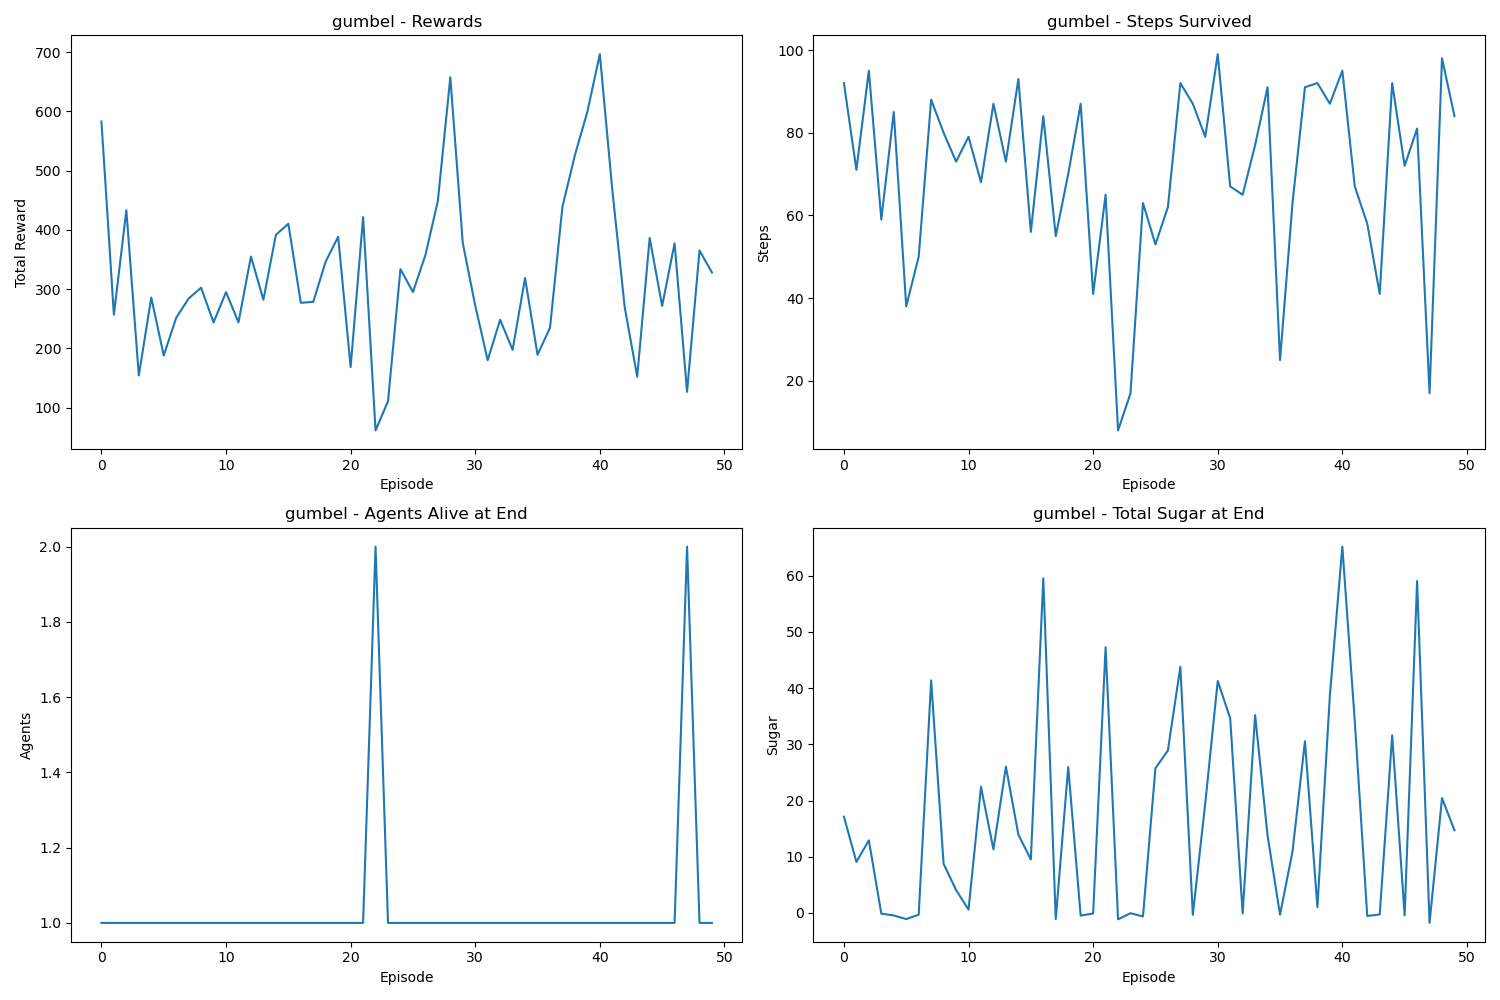 gumbel - Rewards
Total Reward
700
600
500
400
300
200
100
0 10 20 30 40 50
Episode
gumbel - Steps Survived
Steps
100
80
60
40
20
0 10 20 30 40 50
Episode
gumbel - Agents Alive at End
Agents
2.0
1.8
1.6
1.4
1.2
1.0
0 10 20 30 40 50
Episode
gumbel - Total Sugar at End
Sugar
60
50
40
30
20
10
0
0 10 20 30 40 50
Episode